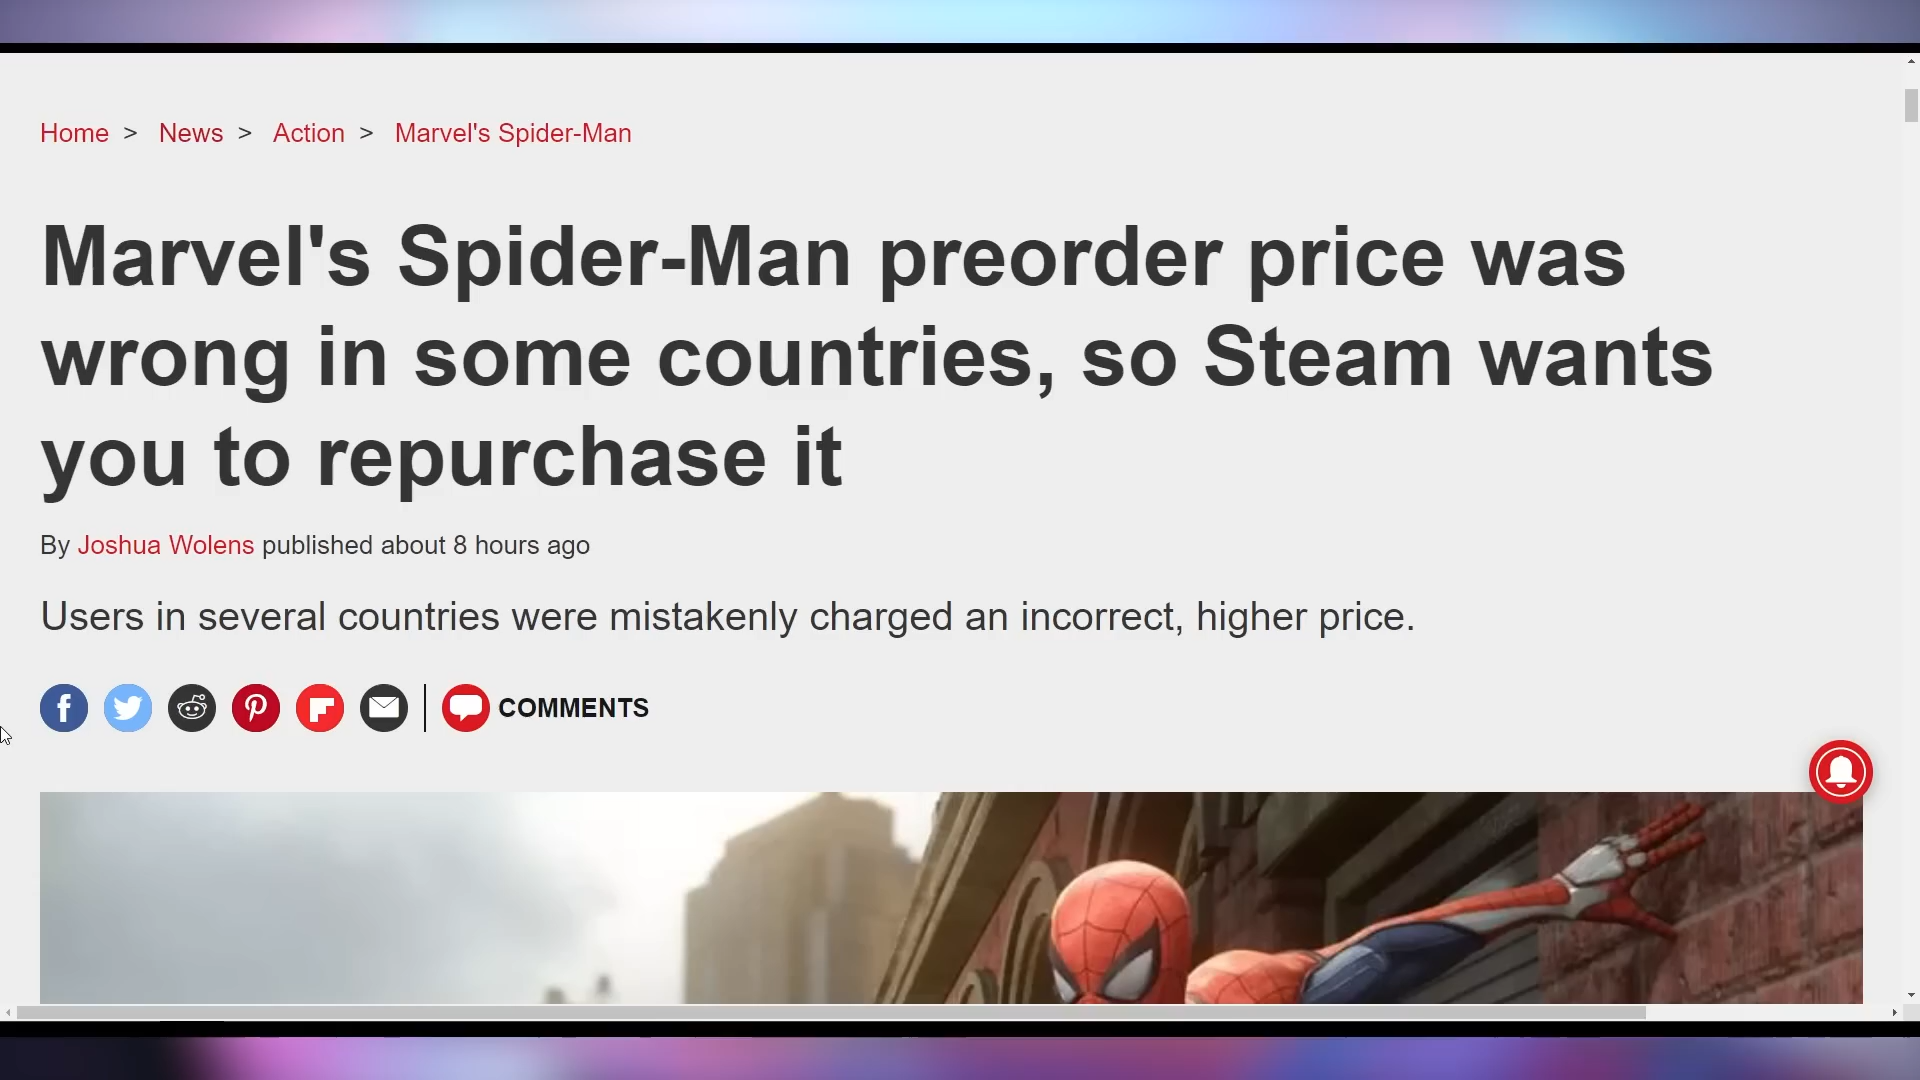 Home > News > Action > Marvel's Spider-Man
Marvel's Spider-Man preorder price was
wrong in some countries, so Steam wants
you to repurchase it
By Joshua Wolens published about 8 hours ago
Users in several countries were mistakenly charged an incorrect, higher price.
COMMENTS